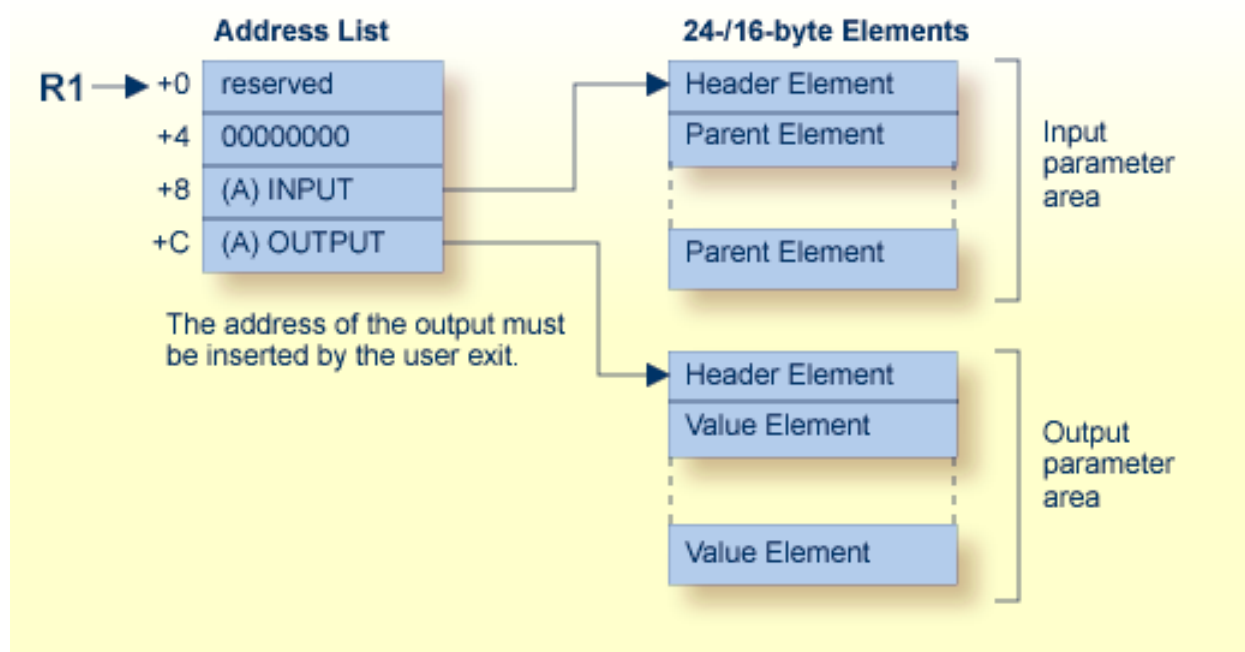 Address List
24-/16-byte Elements
R1
+0 reserved
+4 00000000
+8 (A) INPUT
+C (A) OUTPUT
The address of the output must
be inserted by the user exit.
Header Element
Parent Element
Parent Element
Input
parameter
area
Header Element
Value Element
Value Element
Output
parameter
area